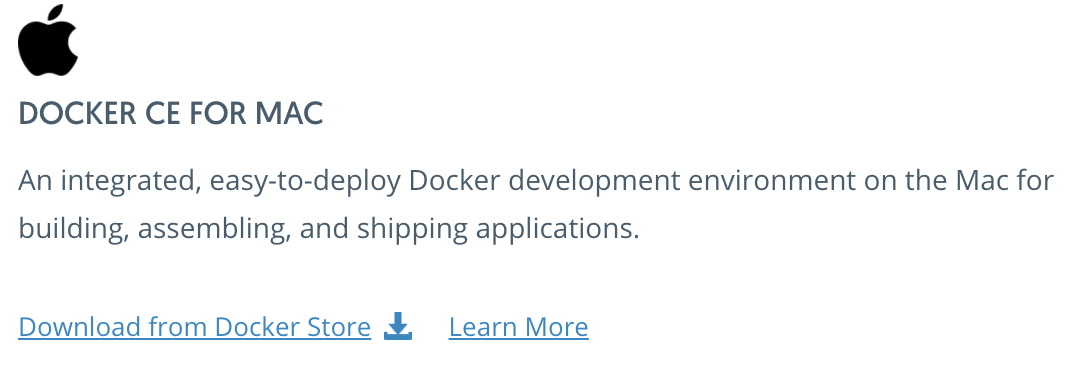 DOCKER CE FOR MAC
An integrated, easy-to-deploy Docker development environment on the Mac for
building, assembling, and shipping applications.
Download from Docker Store Learn More